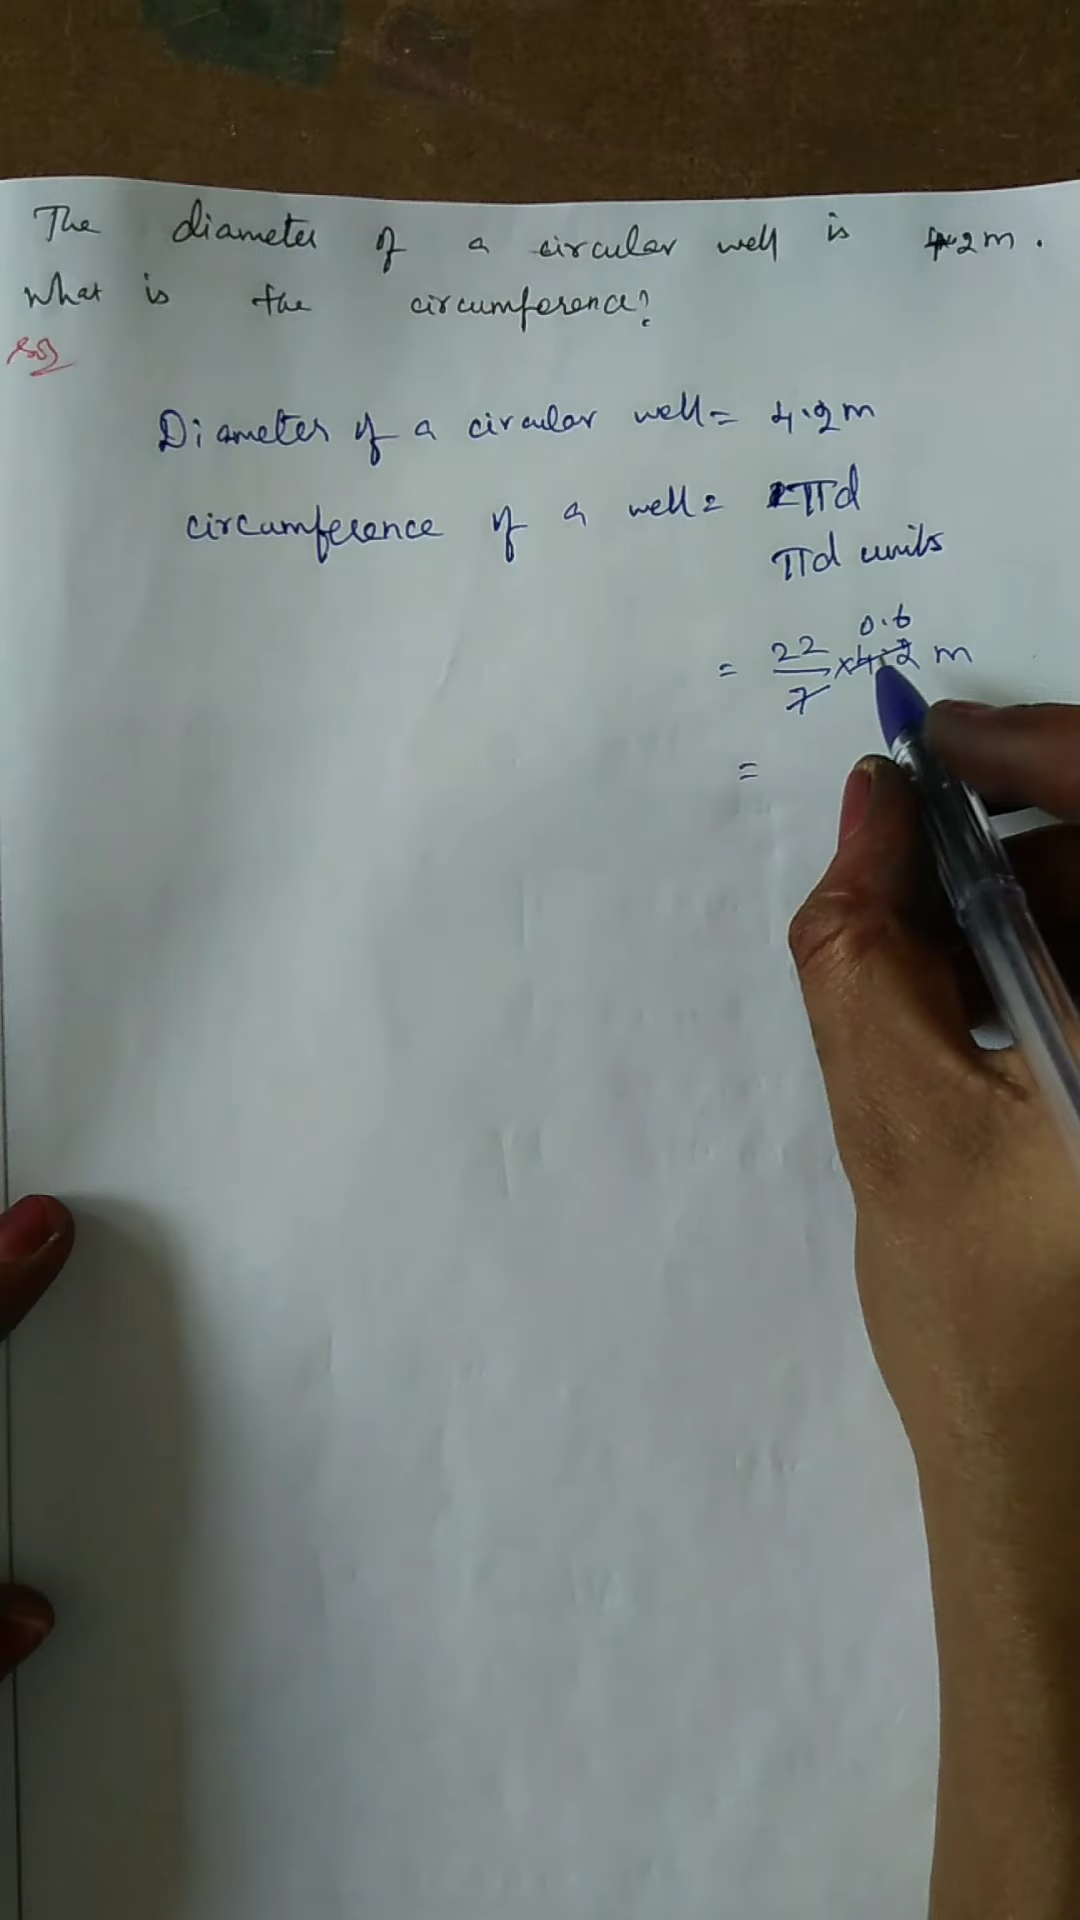 The diameter of a circular well is 4.2m.
What is the circumference?
Sol
Diameter of a circular well = 4.2m
circumference of a well = πd
πd units
0.6
= 22/7 × 4.2 m
=